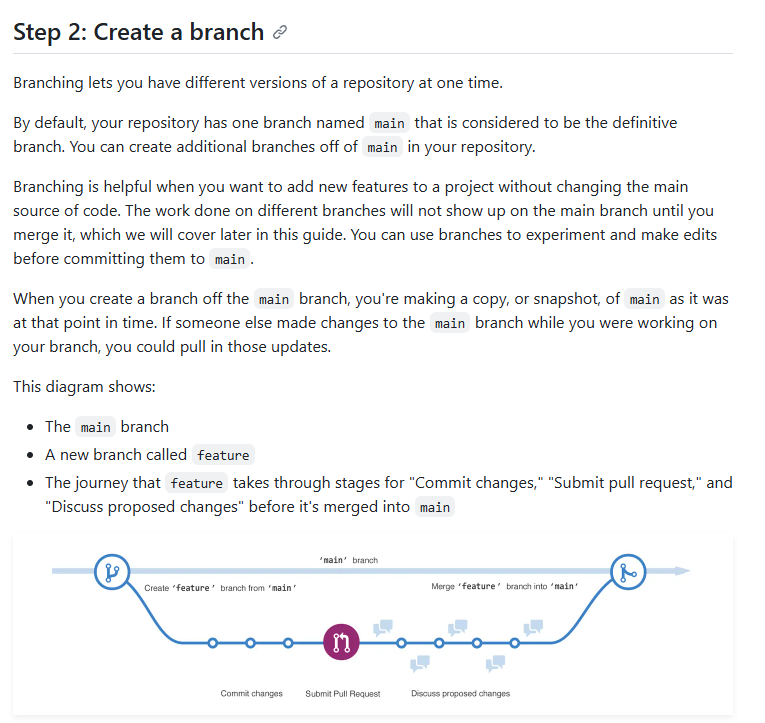 Step 2: Create a branch
Branching lets you have different versions of a repository at one time.
By default, your repository has one branch named main that is considered to be the definitive
branch. You can create additional branches off of main in your repository.
Branching is helpful when you want to add new features to a project without changing the main
source of code. The work done on different branches will not show up on the main branch until you
merge it, which we will cover later in this guide. You can use branches to experiment and make edits
before committing them to main.
When you create a branch off the main branch, you're making a copy, or snapshot, of main as it was
at that point in time. If someone else made changes to the main branch while you were working on
your branch, you could pull in those updates.
This diagram shows:
• The main branch
• A new branch called feature
• The journey that feature takes through stages for "Commit changes," "Submit pull request," and
"Discuss proposed changes" before it's merged into main
'main' branch
Create 'feature' branch from 'main'
Merge 'feature' branch into 'main'
Commit changes
Submit Pull Request
Discuss proposed changes